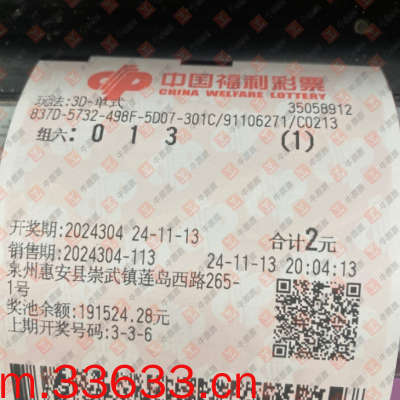 中国福利彩票
CHINA WELFARE LOTTERY
玩法:3D-单式 35058912
837D-5732-498F-5D07-301C/91106271/C0213
组六: 0 1 3 (1)
开奖期:2024304 24-11-13 合计2元
销售期:2024304-113 24-11-13 20:04:13
泉州惠安县崇武镇莲岛西路265-
1号
奖池余额:191524.28元
上期开奖号码:3-3-6
m.33633.cn